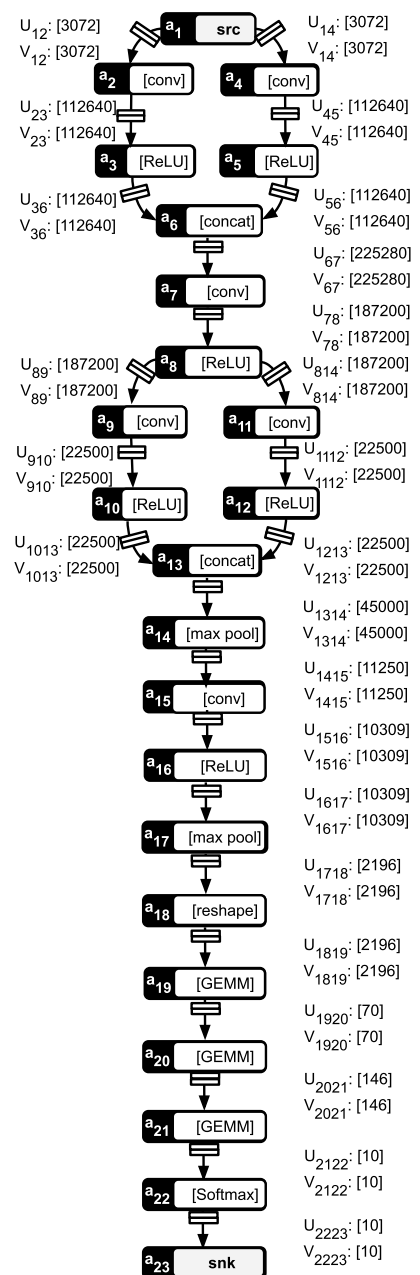 U12: [3072]
V12: [3072]
a1 src
U14: [3072]
V14: [3072]
a2 [conv]
a4 [conv]
U23: [112640]
V23: [112640]
U45: [112640]
V45: [112640]
a3 [ReLU]
a5 [ReLU]
U36: [112640]
V36: [112640]
U56: [112640]
V56: [112640]
a6 [concat]
U67: [225280]
V67: [225280]
a7 [conv]
U78: [187200]
V78: [187200]
a8 [ReLU]
U89: [187200]
V89: [187200]
U814: [187200]
V814: [187200]
a9 [conv]
a11 [conv]
U910: [22500]
V910: [22500]
U1112: [22500]
V1112: [22500]
a10 [ReLU]
a12 [ReLU]
U1013: [22500]
V1013: [22500]
U1213: [22500]
V1213: [22500]
a13 [concat]
U1314: [45000]
V1314: [45000]
a14 [max pool]
U1415: [11250]
V1415: [11250]
a15 [conv]
U1516: [10309]
V1516: [10309]
a16 [ReLU]
U1617: [10309]
V1617: [10309]
a17 [max pool]
U1718: [2196]
V1718: [2196]
a18 [reshape]
U1819: [2196]
V1819: [2196]
a19 [GEMM]
U1920: [70]
V1920: [70]
a20 [GEMM]
U2021: [146]
V2021: [146]
a21 [GEMM]
U2122: [10]
V2122: [10]
a22 [Softmax]
U2223: [10]
V2223: [10]
a23 snk